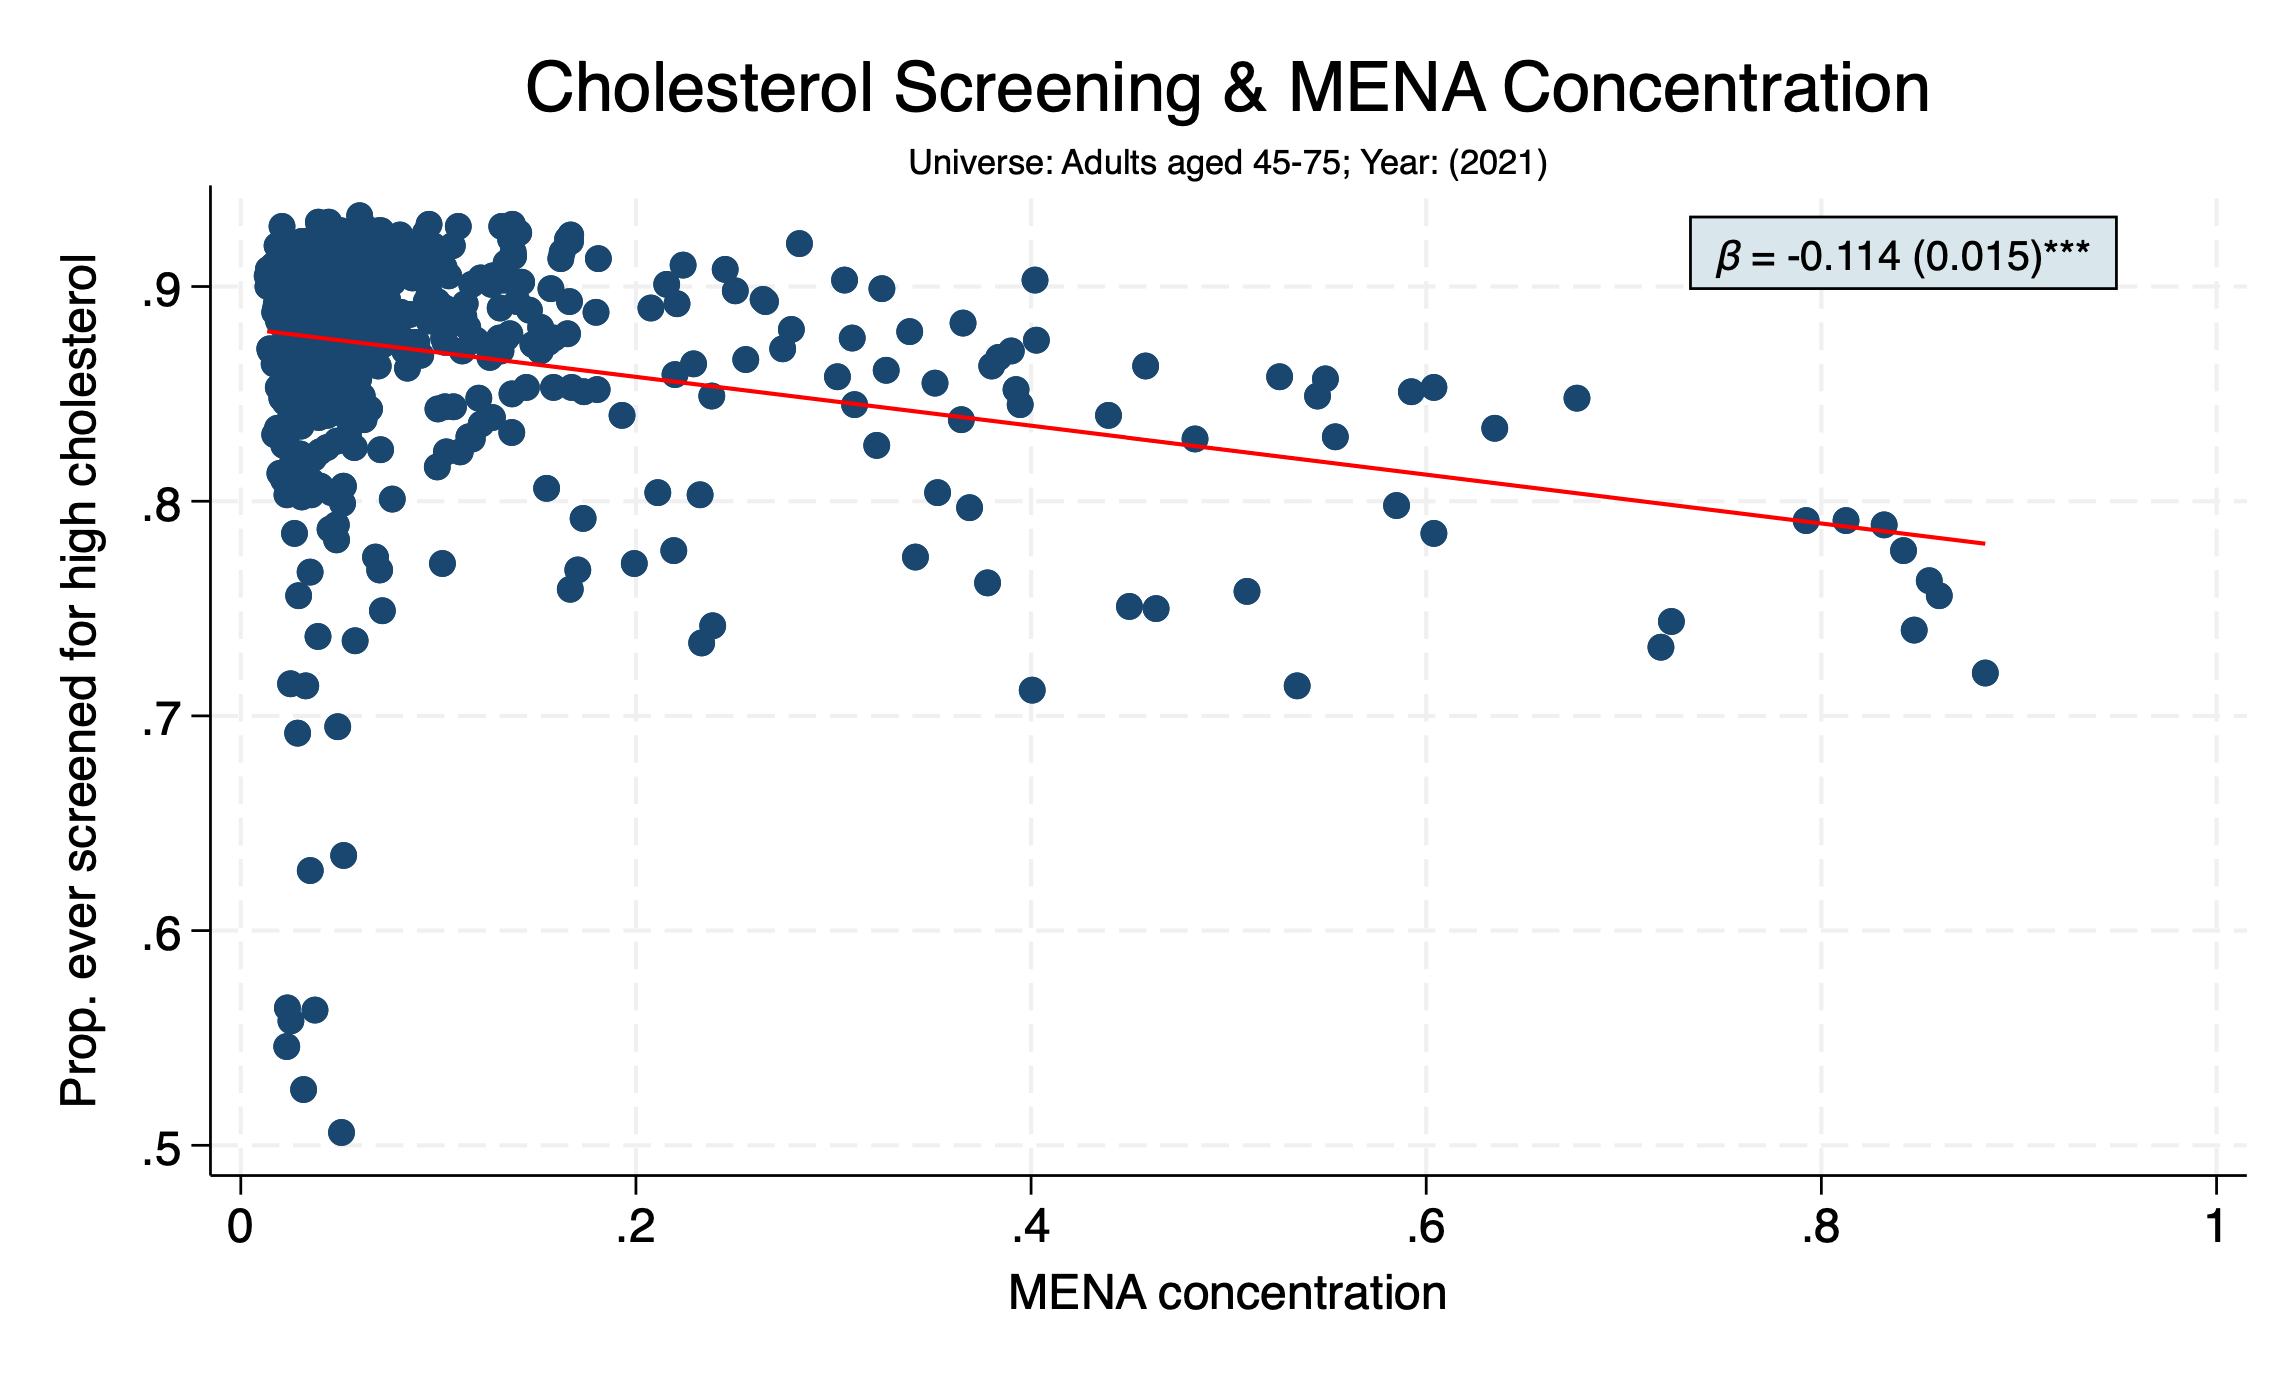 Cholesterol Screening & MENA Concentration
Universe: Adults aged 45-75; Year: (2021)
β = -0.114 (0.015)***
Prop. ever screened for high cholesterol
.9
.8
.7
.6
.5
0 .2 .4 .6 .8 1
MENA concentration